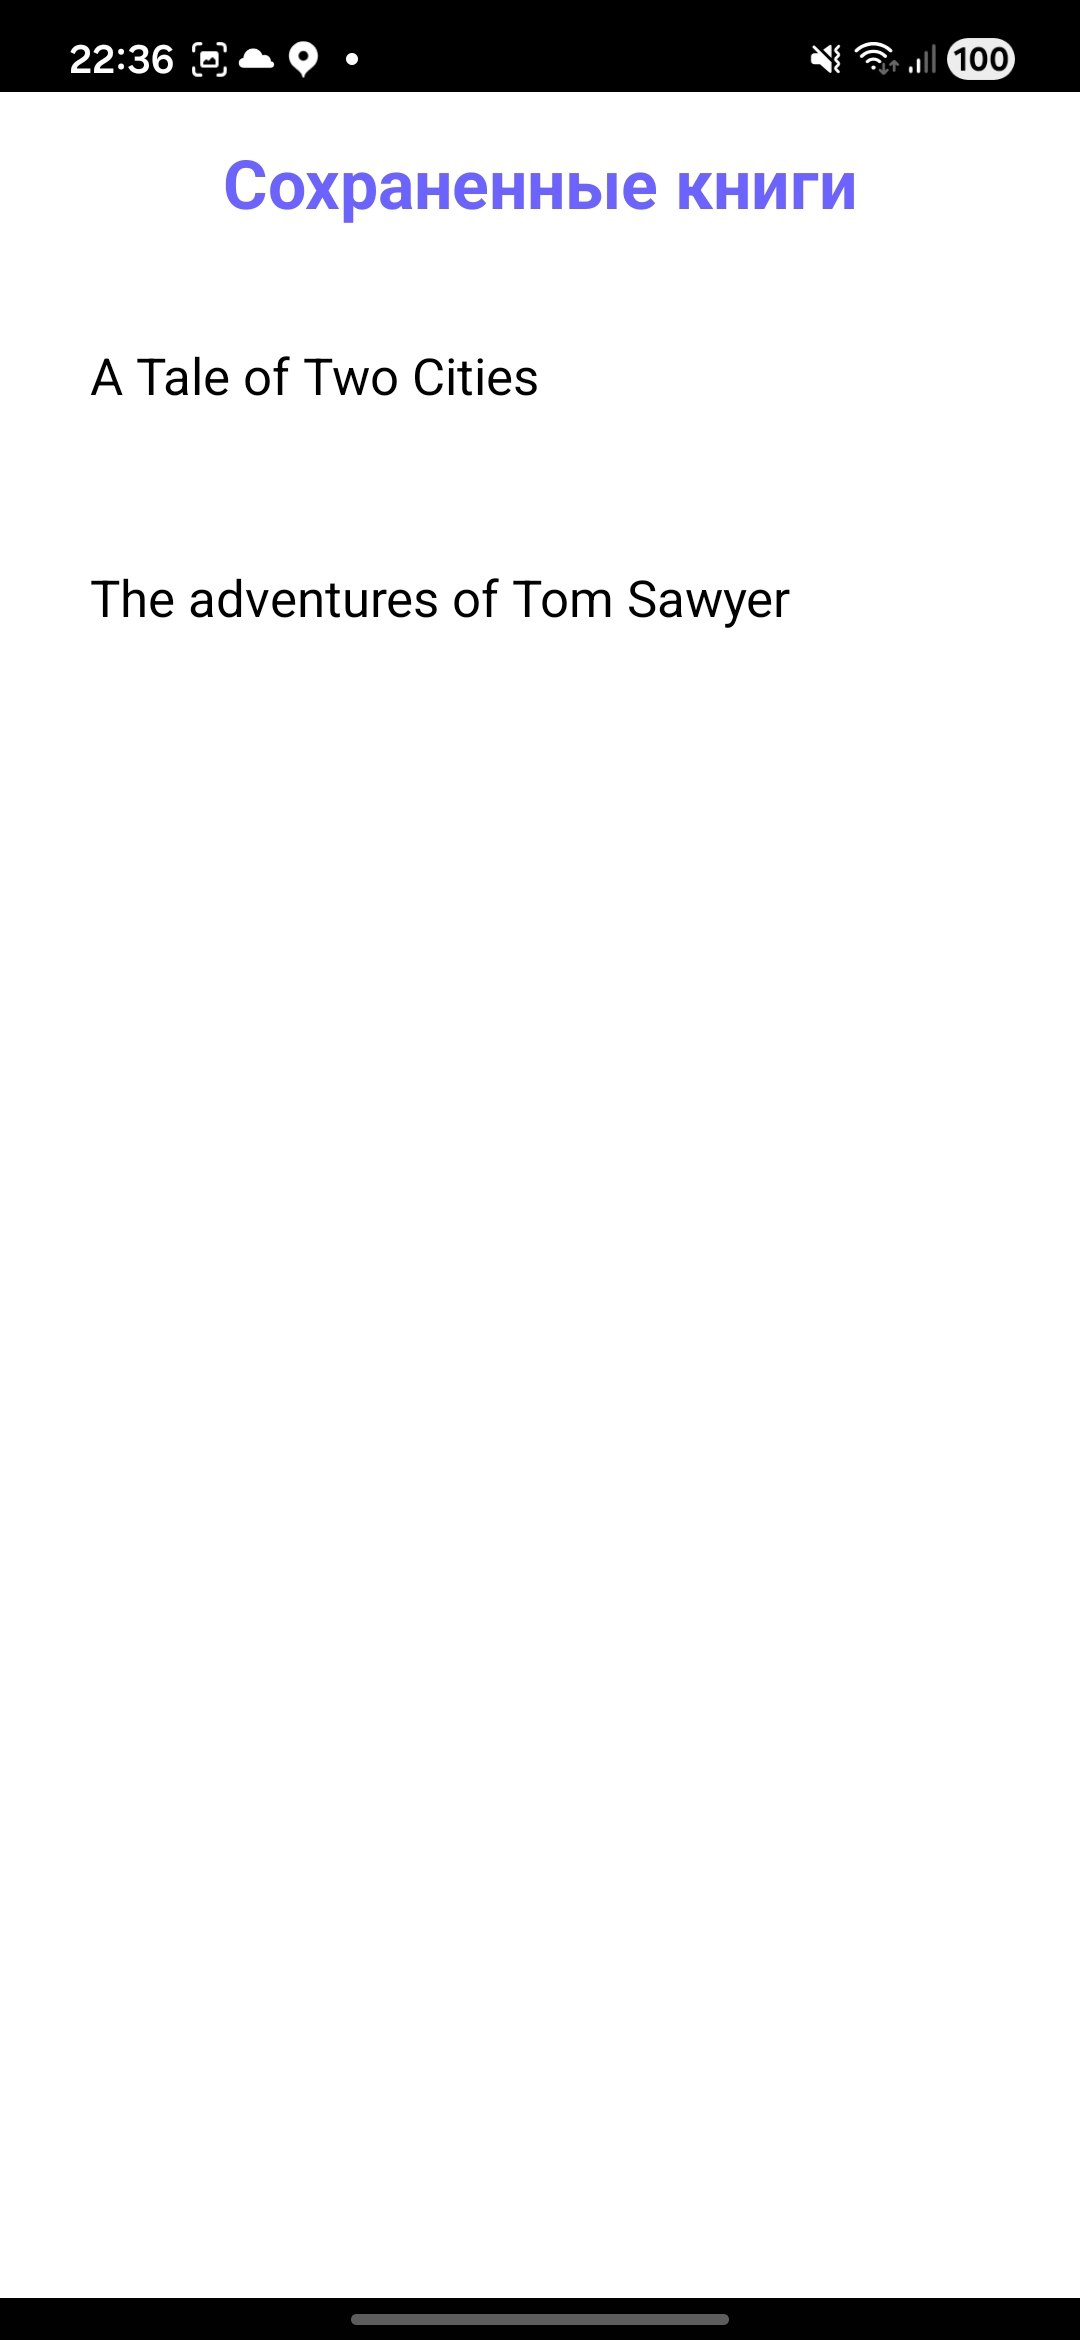 22:36
100
Сохраненные книги
A Tale of Two Cities
The adventures of Tom Sawyer